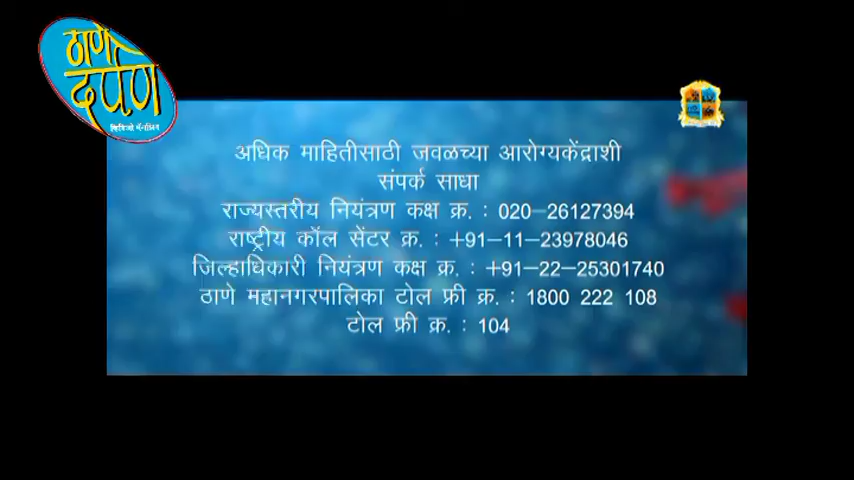 ठाणे
दर्पण
व्हिडिओ मॅगझिन
अधिक माहितीसाठी जवळच्या आरोग्यकेंद्राशी
संपर्क साधा
राज्यस्तरीय नियंत्रण कक्ष क्र. : 020-26127394
राष्ट्रीय कॉल सेंटर क्र. : +91-11-23978046
जिल्हाधिकारी नियंत्रण कक्ष क्र. : +91-22-25301740
ठाणे महानगरपालिका टोल फ्री क्र. : 1800 222 108
टोल फ्री क्र. : 104